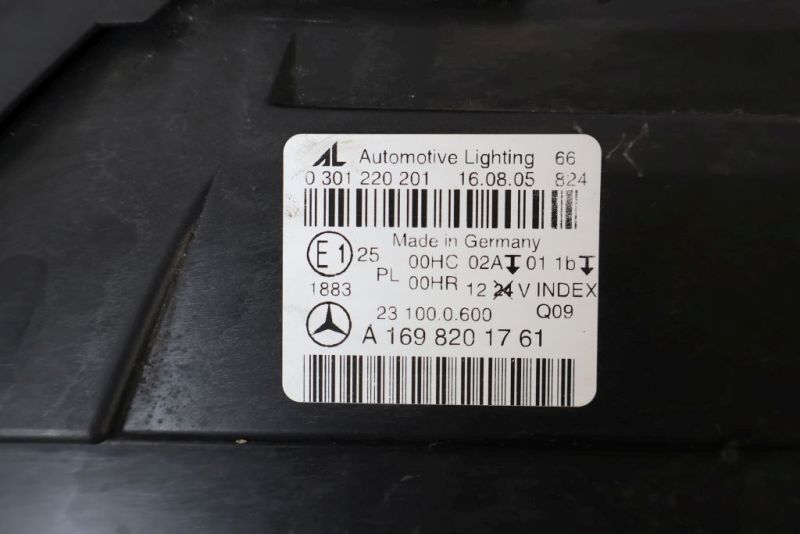 AL Automotive Lighting 66
0 301 220 201 16.08.05 824
Made in Germany
E1 25 00HC 02A 01 1b
PL 00HR 12 24 V INDEX
1883 23 100.0.600 Q09
A 169 820 17 61